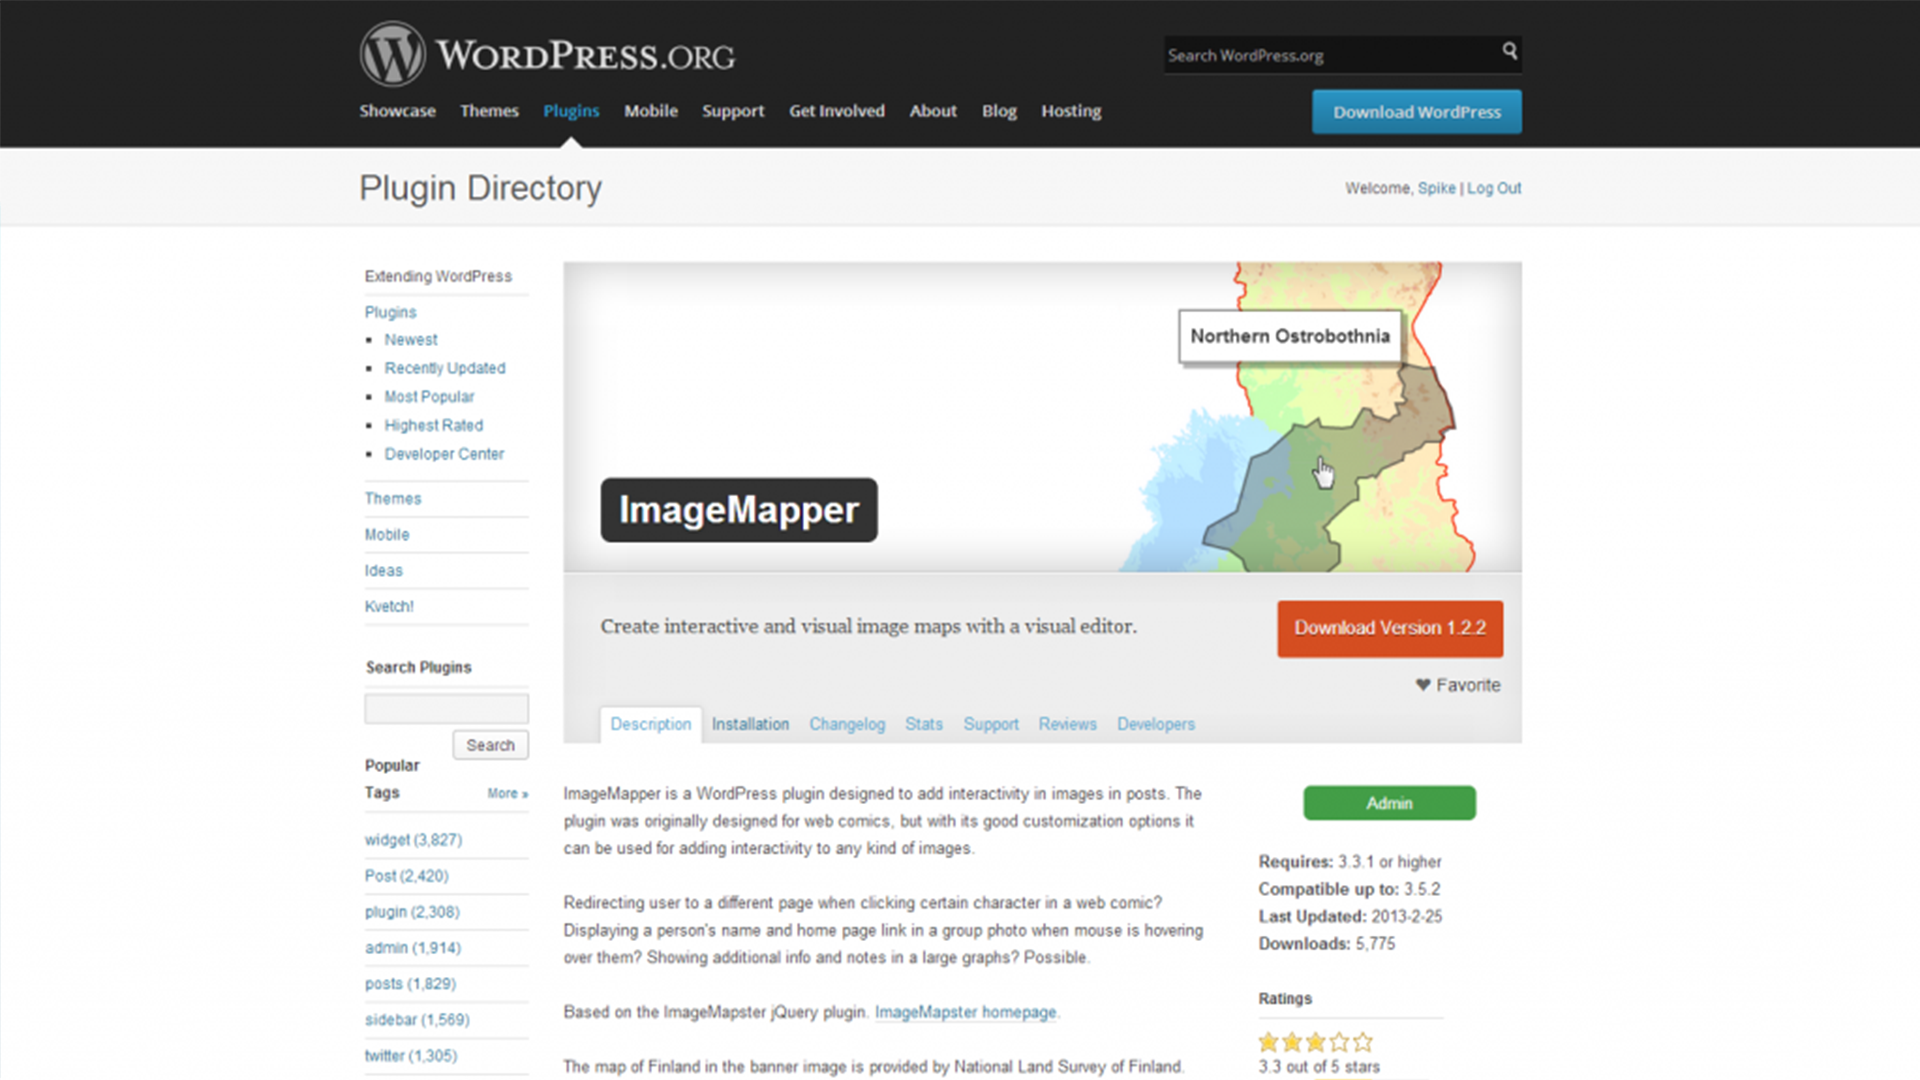 WORDPRESS.ORG
Search WordPress.org
Showcase Themes Plugins Mobile Support Get Involved About Blog Hosting
Download WordPress
Plugin Directory
Welcome, Spike | Log Out
Extending WordPress
Plugins
Newest
Recently Updated
Most Popular
Highest Rated
Developer Center
Themes
Mobile
Ideas
Kvetch!
Search Plugins
Search
Popular
Tags More »
widget (3,827)
Post (2,420)
plugin (2,308)
admin (1,914)
posts (1,829)
sidebar (1,569)
twitter (1,305)
Northern Ostrobothnia
ImageMapper
Create interactive and visual image maps with a visual editor.
Download Version 1.2.2
Favorite
Description Installation Changelog Stats Support Reviews Developers
ImageMapper is a WordPress plugin designed to add interactivity in images in posts. The
plugin was originally designed for web comics, but with its good customization options it
can be used for adding interactivity to any kind of images.
Redirecting user to a different page when clicking certain character in a web comic?
Displaying a person's name and home page link in a group photo when mouse is hovering
over them? Showing additional info and notes in a large graphs? Possible.
Based on the ImageMapster jQuery plugin. ImageMapster homepage.
The map of Finland in the banner image is provided by National Land Survey of Finland.
Admin
Requires: 3.3.1 or higher
Compatible up to: 3.5.2
Last Updated: 2013-2-25
Downloads: 5,775
Ratings
3.3 out of 5 stars